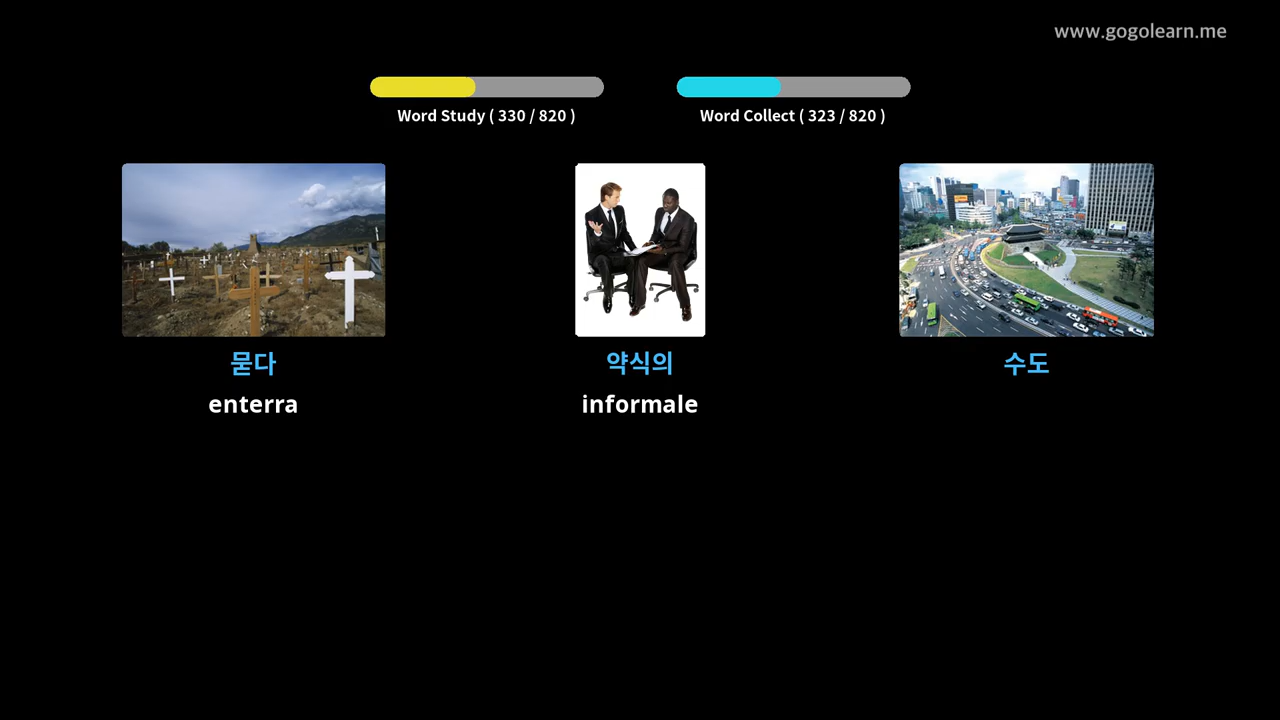 www.gogolearn.me
Word Study ( 330 / 820 )
Word Collect ( 323 / 820 )
묻다
약식의
수도
enterra
informale